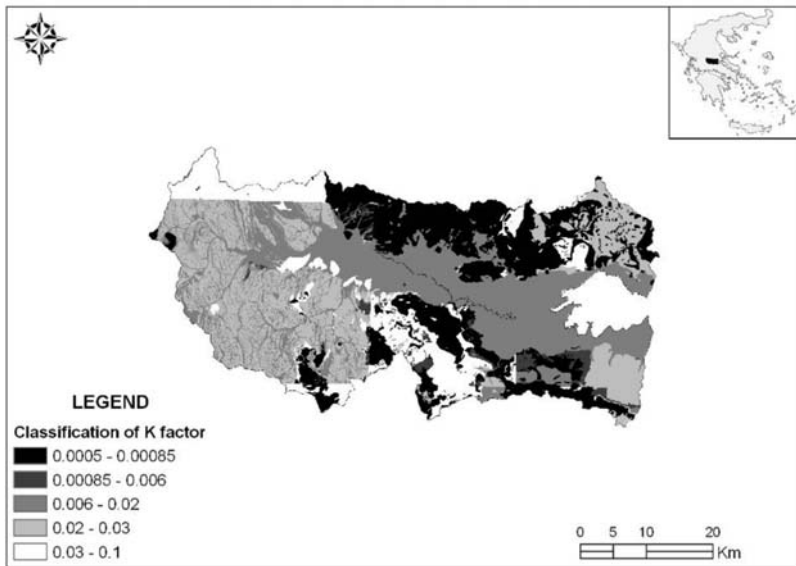 LEGEND
Classification of K factor
0.0005 - 0.00085
0.00085 - 0.006
0.006 - 0.02
0.02 - 0.03
0.03 - 0.1
0 5 10 20
Km